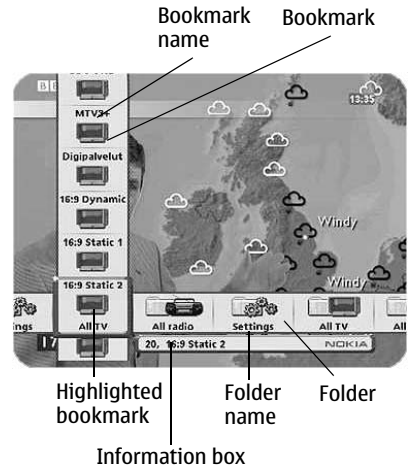 Bookmark name
Bookmark
13:35
MTV3+
Digipalvelut
16:9 Dynamic
16:9 Static 1
Windy
Windy
16:9 Static 2
ings
All TV
All radio
Settings
All TV
All
17
20, 16:9 Static 2
NOKIA
Highlighted bookmark
Folder name
Folder
Information box